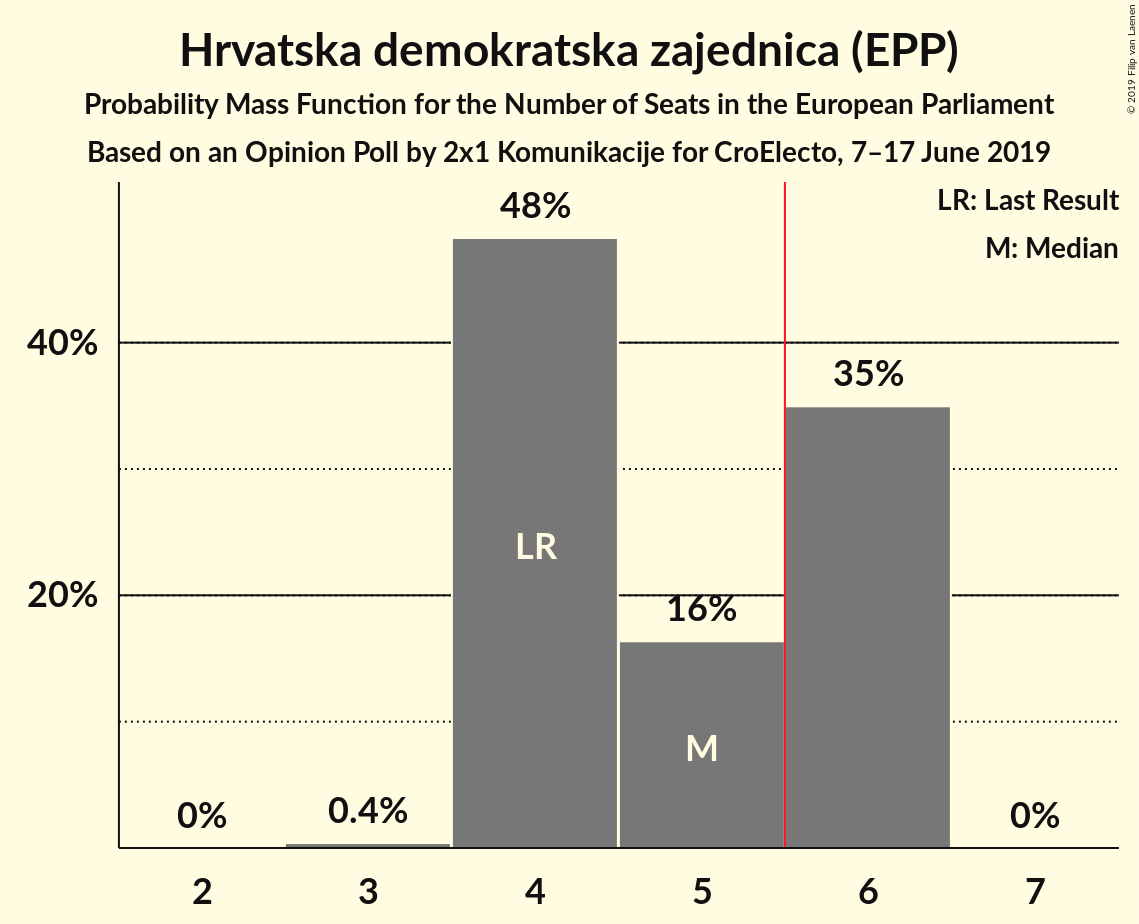 Hrvatska demokratska zajednica (EPP)
Probability Mass Function for the Number of Seats in the European Parliament
Based on an Opinion Poll by 2x1 Komunikacije for CroElecto, 7–17 June 2019
© 2019 Filip van Laenen
LR: Last Result
M: Median
48%
40%
35%
LR
20%
16%
M
0%
0.4%
0%
2 3 4 5 6 7